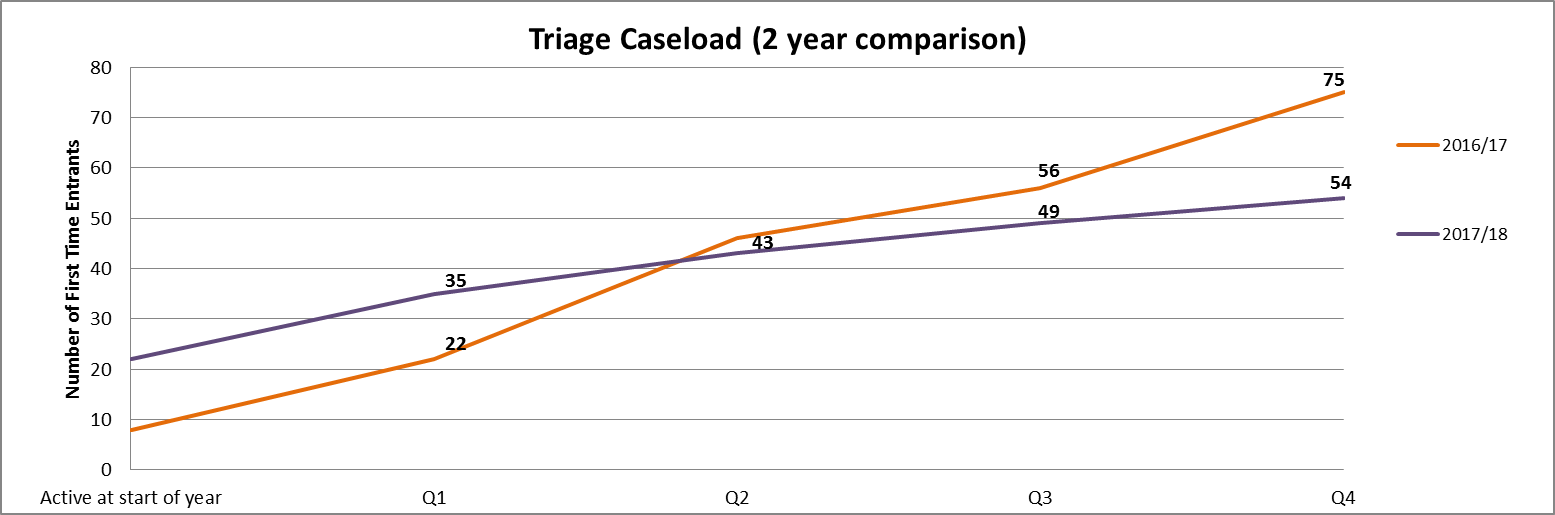 Triage Caseload (2 year comparison)
Number of First Time Entrants
80
70
60
50
40
30
20
10
0
75
56
54
49
43
35
22
Active at start of year
Q1
Q2
Q3
Q4
2016/17
2017/18